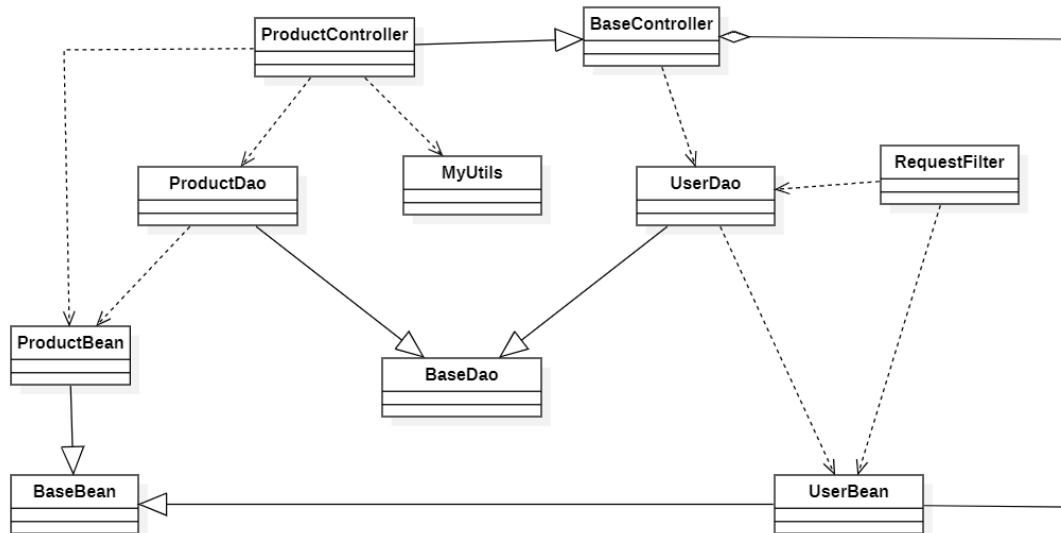 ProductController
BaseController
ProductDao
MyUtils
UserDao
RequestFilter
ProductBean
BaseDao
BaseBean
UserBean